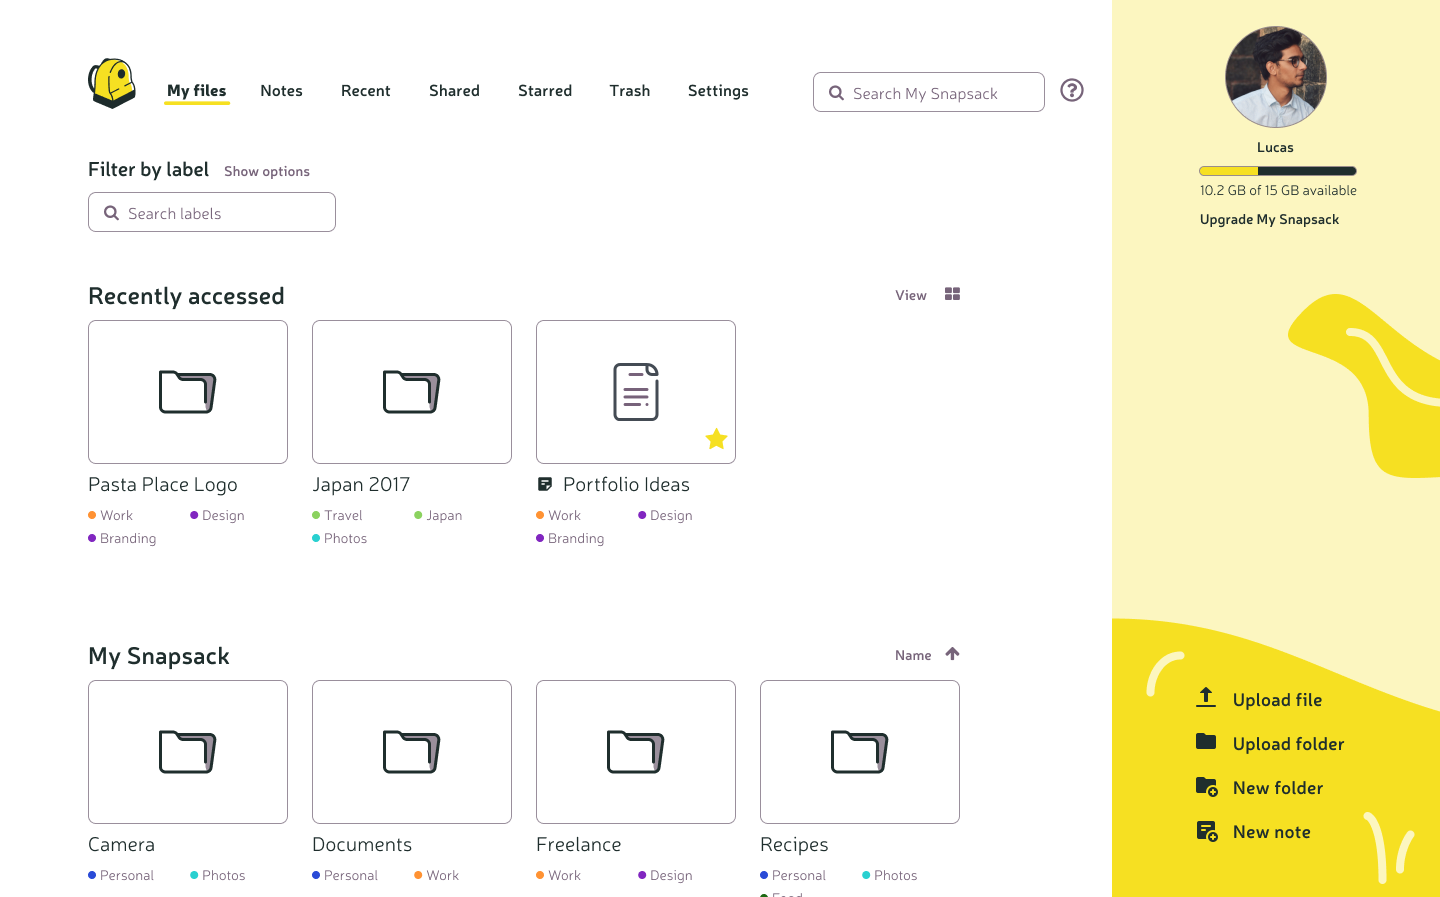 My files Notes Recent Shared Starred Trash Settings Search My Snapsack
Lucas
10.2 GB of 15 GB available
Upgrade My Snapsack
Filter by label Show options
Search labels
Recently accessed View
Pasta Place Logo Japan 2017 Portfolio Ideas
Work Design Travel Japan Work Design
Branding Photos Branding
My Snapsack Name
Camera Documents Freelance Recipes
Personal Photos Personal Work Work Design Personal Photos
Upload file
Upload folder
New folder
New note